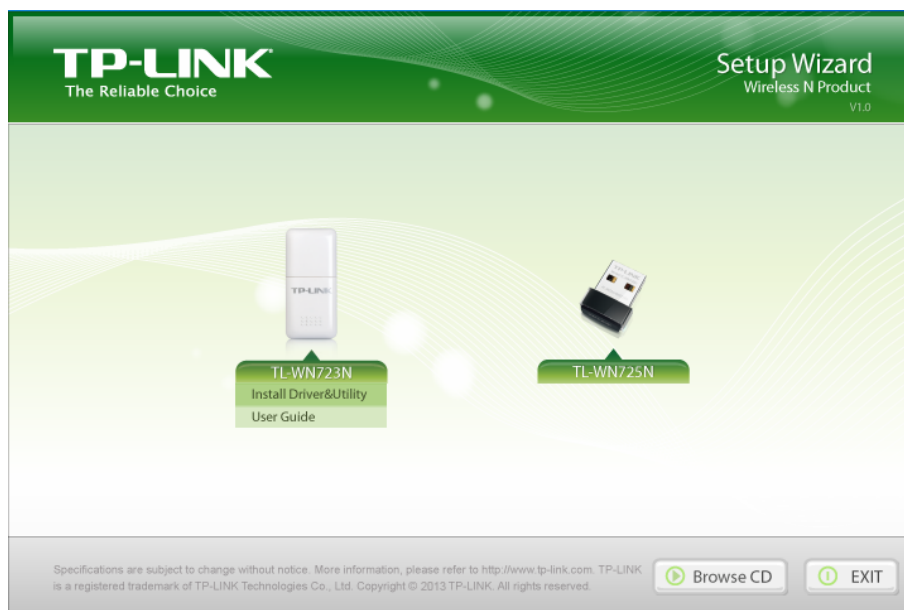 TP-LINK
The Reliable Choice
Setup Wizard
Wireless N Product
V1.0
TP-LINK
TP-LINK
TL-WN723N
Install Driver&Utility
User Guide
TL-WN725N
Specifications are subject to change without notice. More information, please refer to http://www.tp-link.com. TP-LINK
is a registered trademark of TP-LINK Technologies Co., Ltd. Copyright © 2013 TP-LINK. All rights reserved.
Browse CD
EXIT